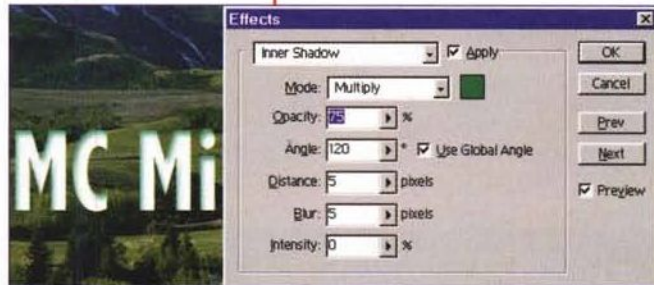 MC Mi
Effects
Inner Shadow Apply
Mode: Multiply
Opacity: 75 %
Angle: 120 ° Use Global Angle
Distance: 5 pixels
Blur: 5 pixels
Intensity: 0 %
OK
Cancel
Prev
Next
Preview